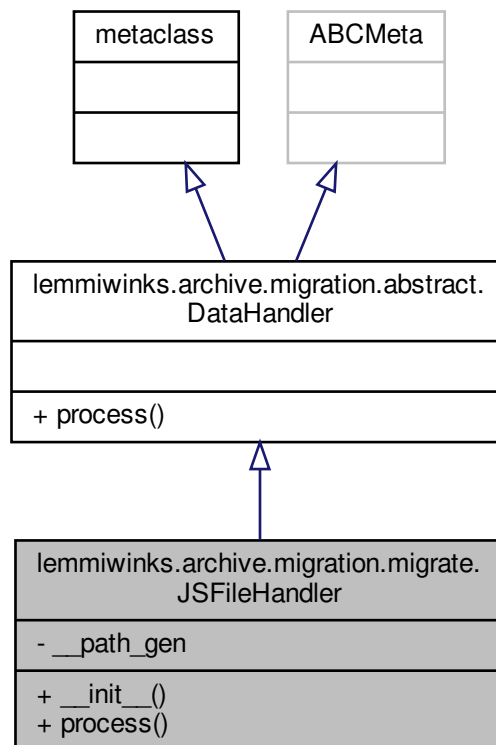 metaclass
ABCMeta
lemmiwinks.archive.migration.abstract.
DataHandler
+ process()
lemmiwinks.archive.migration.migrate.
JSFileHandler
- __path_gen
+ __init__()
+ process()